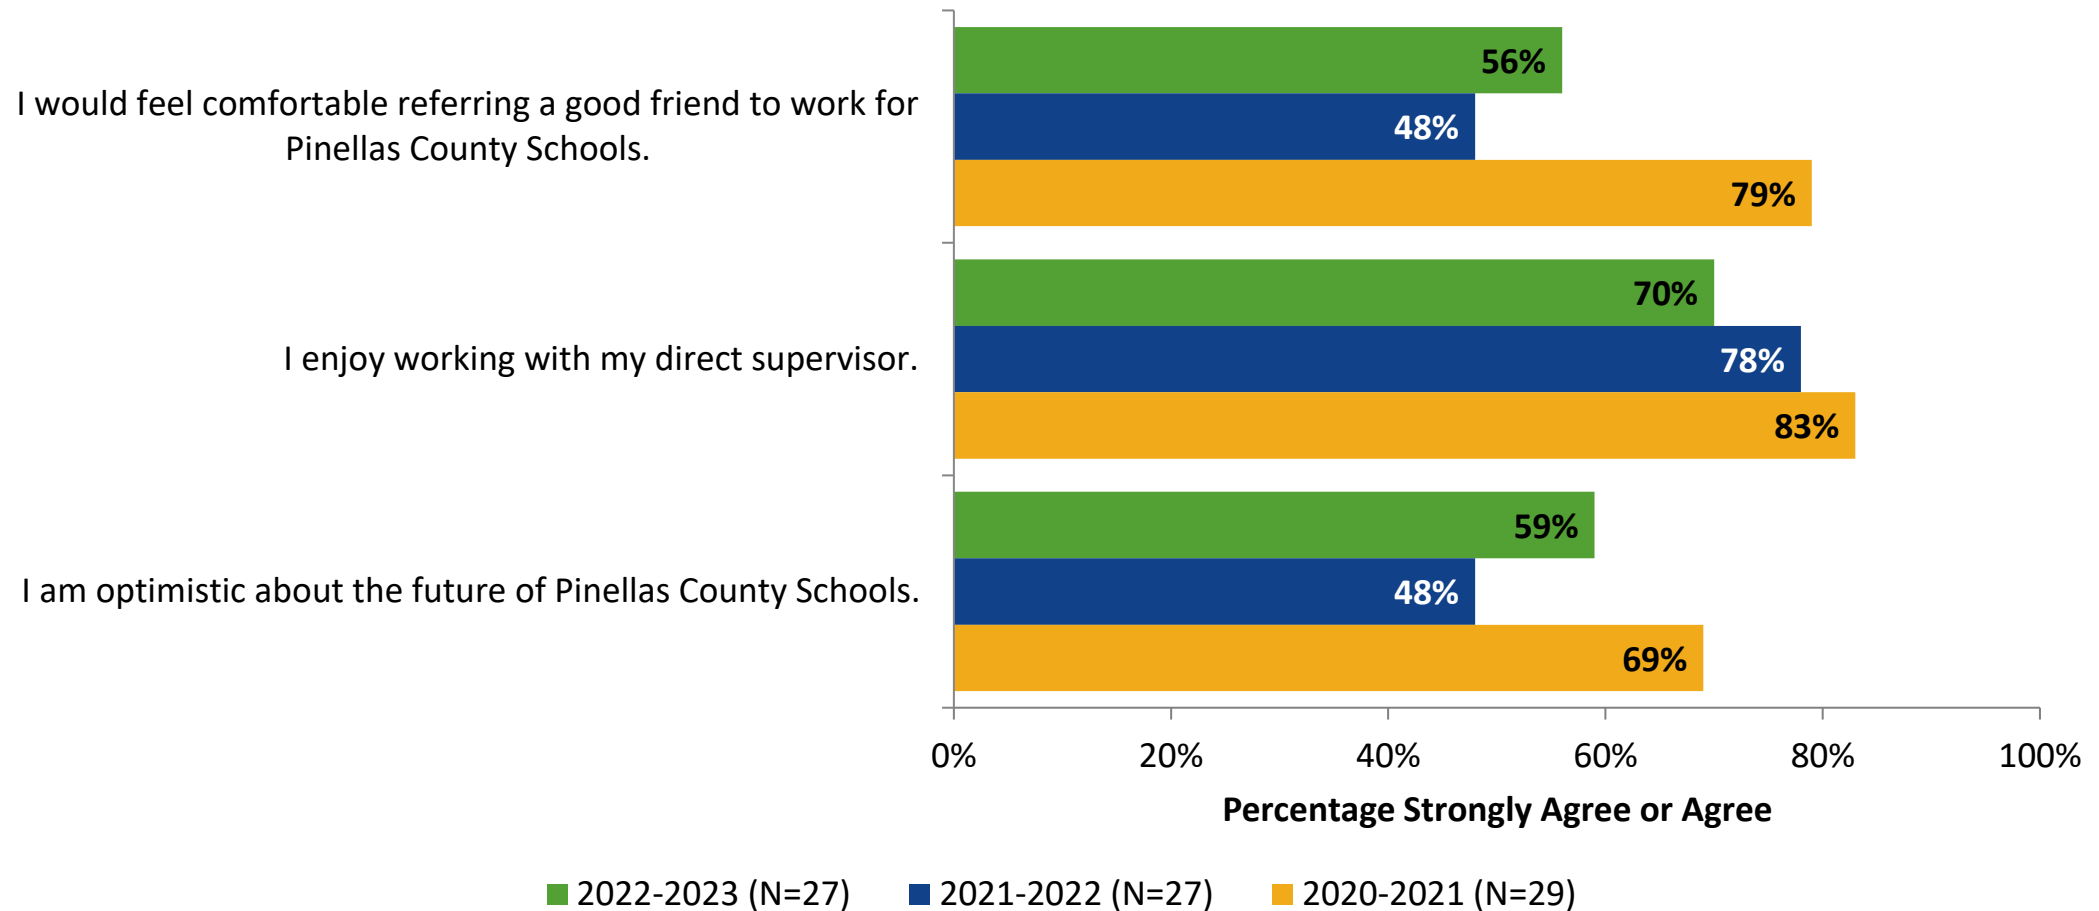 56%
I would feel comfortable referring a good friend to work for
Pinellas County Schools.
48%
79%
70%
I enjoy working with my direct supervisor.
78%
83%
59%
I am optimistic about the future of Pinellas County Schools.
48%
69%
0% 20% 40% 60% 80% 100%
Percentage Strongly Agree or Agree
2022-2023 (N=27) 2021-2022 (N=27) 2020-2021 (N=29)